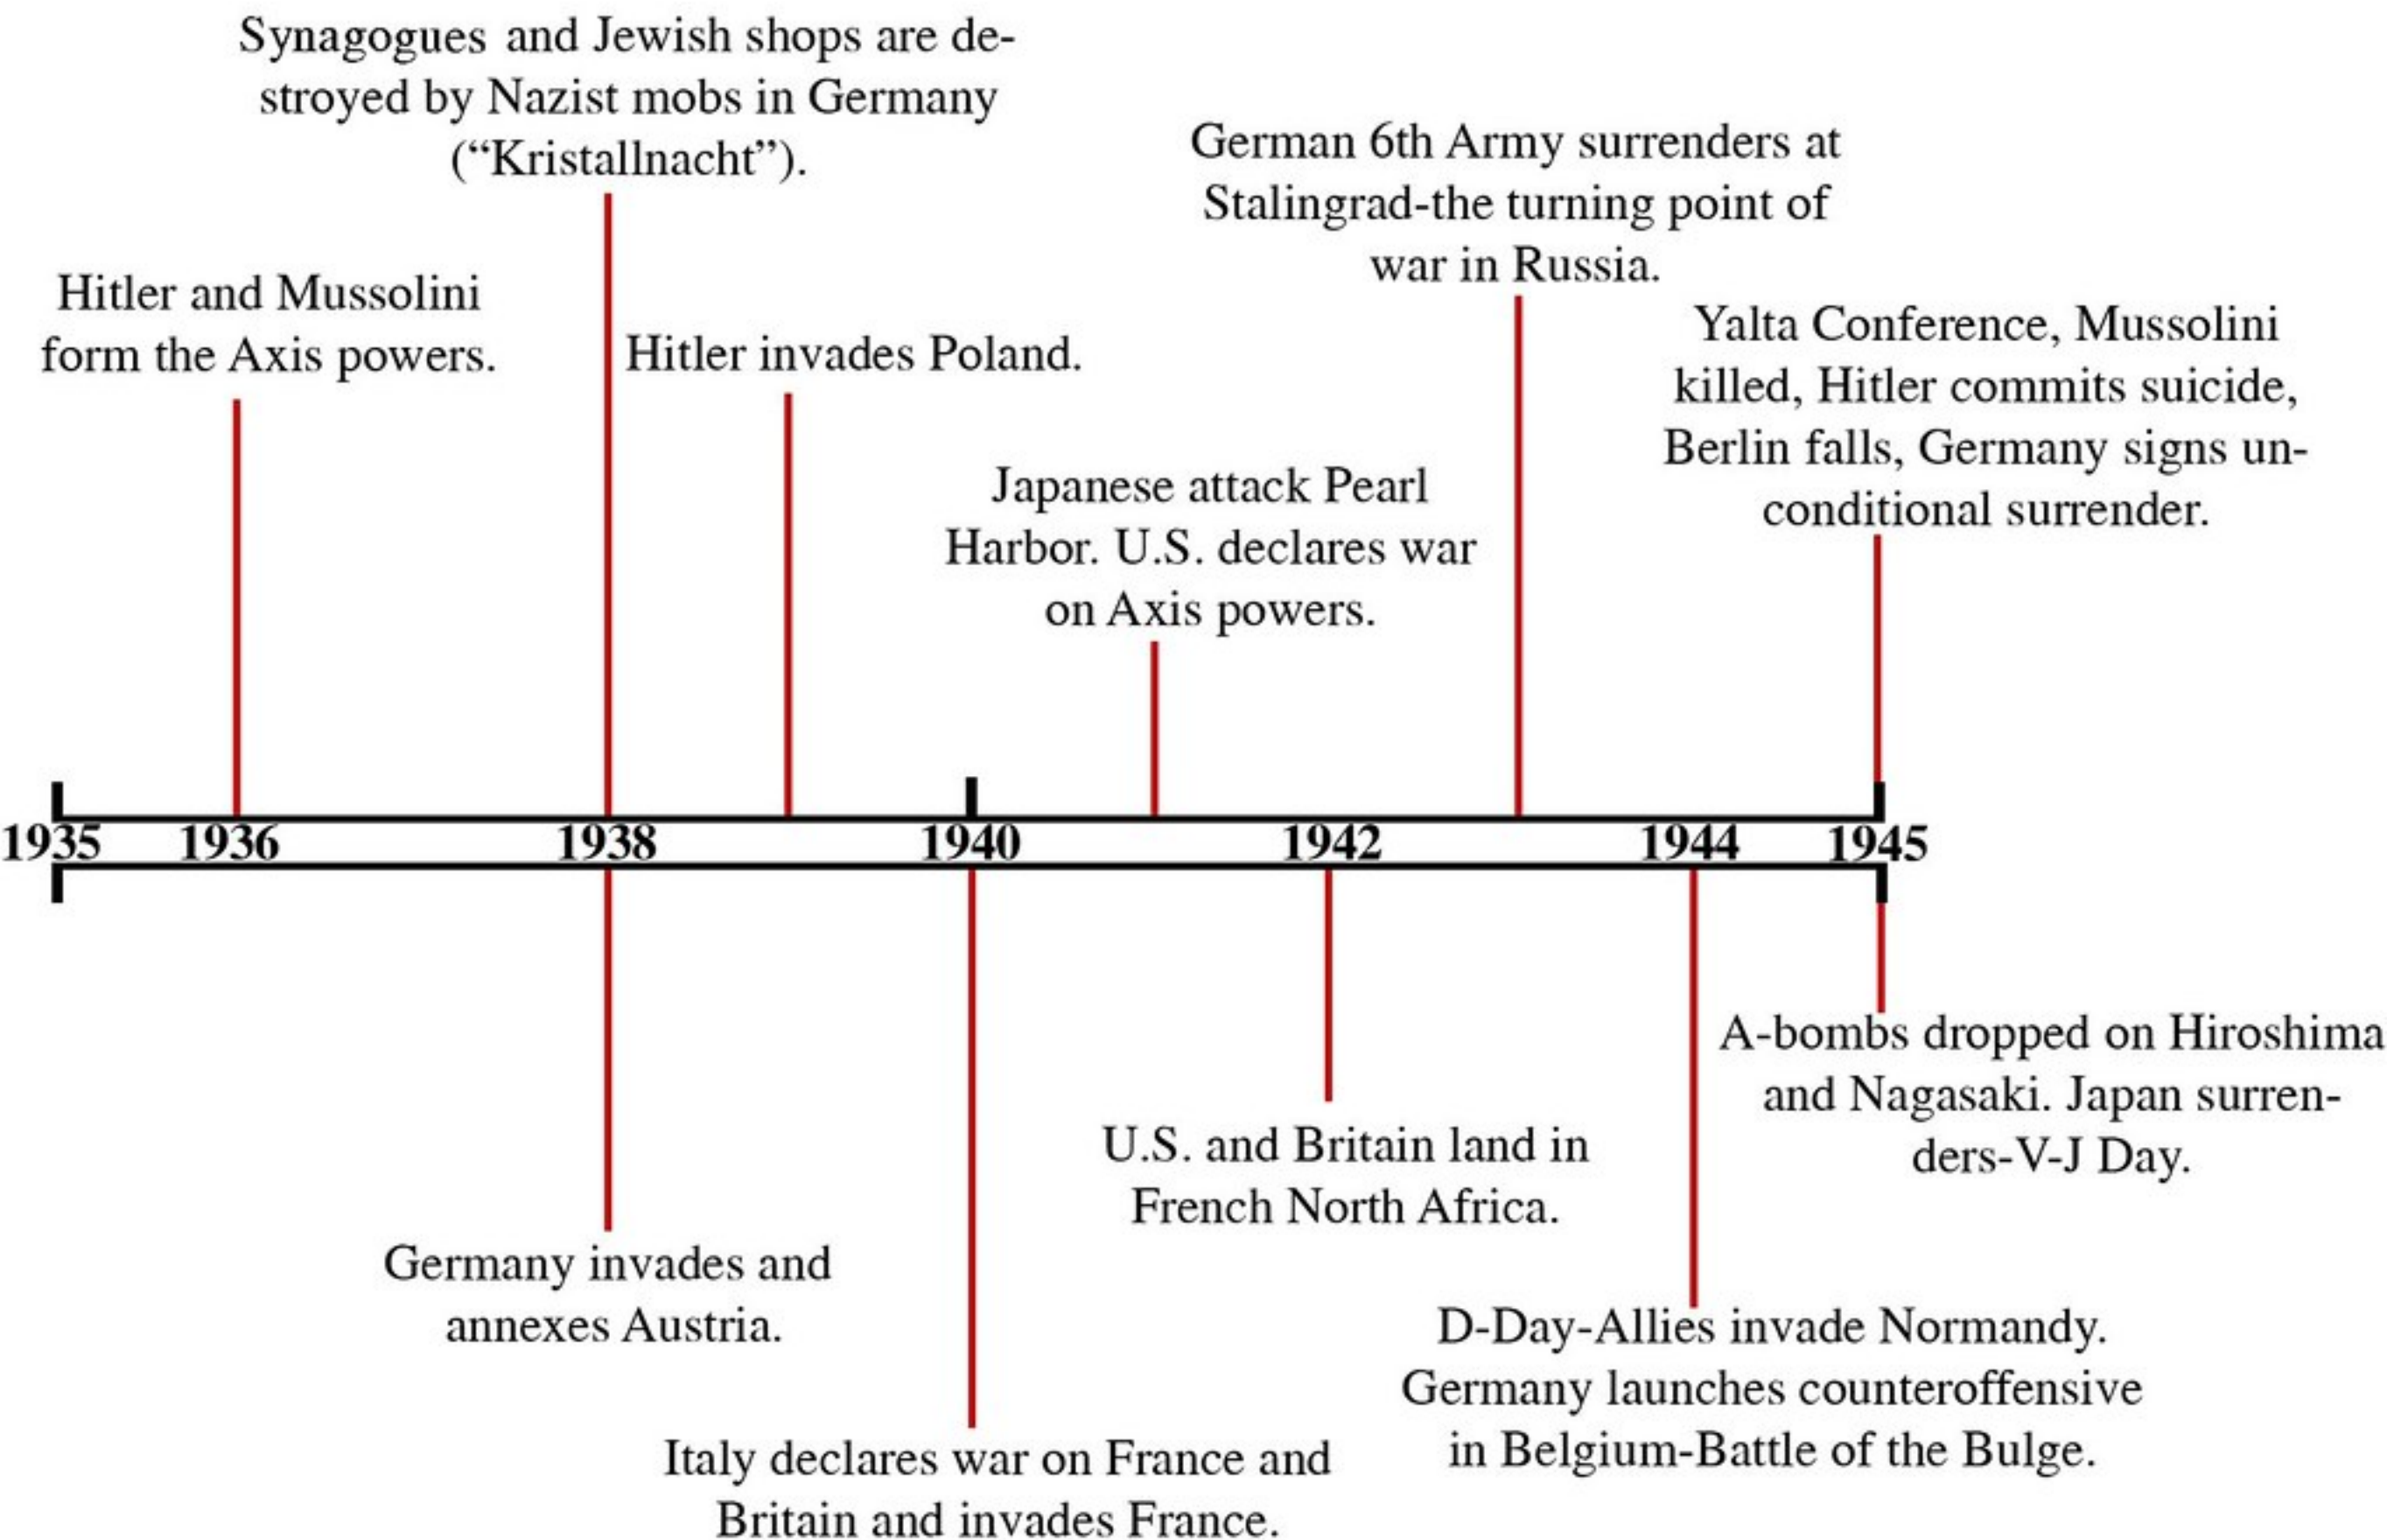 Synagogues and Jewish shops are de-
stroyed by Nazist mobs in Germany
(“Kristallnacht”).
German 6th Army surrenders at
Stalingrad-the turning point of
war in Russia.
Hitler and Mussolini
form the Axis powers.
Hitler invades Poland.
Yalta Conference, Mussolini
killed, Hitler commits suicide,
Berlin falls, Germany signs un-
conditional surrender.
Japanese attack Pearl
Harbor. U.S. declares war
on Axis powers.
1935 1936 1938 1940 1942 1944 1945
A-bombs dropped on Hiroshima
and Nagasaki. Japan surren-
ders-V-J Day.
U.S. and Britain land in
French North Africa.
Germany invades and
annexes Austria.
D-Day-Allies invade Normandy.
Germany launches counteroffensive
in Belgium-Battle of the Bulge.
Italy declares war on France and
Britain and invades France.